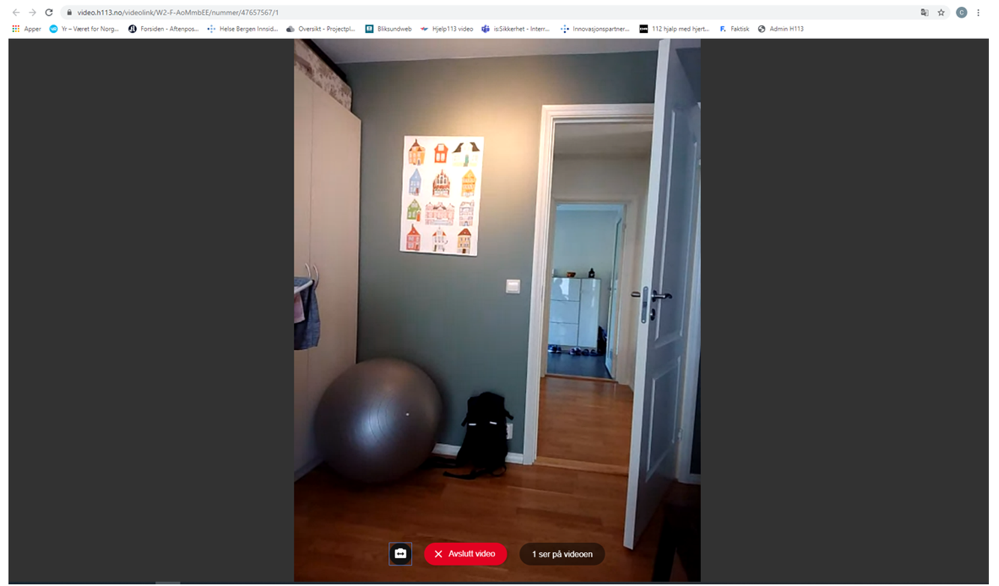 video.h113.no/videolink/W2-F-AoMmbEE/nummer/47657567/1
Apper Yr – Været for Norg... Forsiden - Aftenpos... Helse Bergen Innsid... Oversikt - Projectpl... Bliksundweb Hjelp113 video isiSikkerhet - Interr... Innovasjonspartner... 112 hjalp med hjert... Faktisk Admin H113
Avslutt video 1 ser på videoen